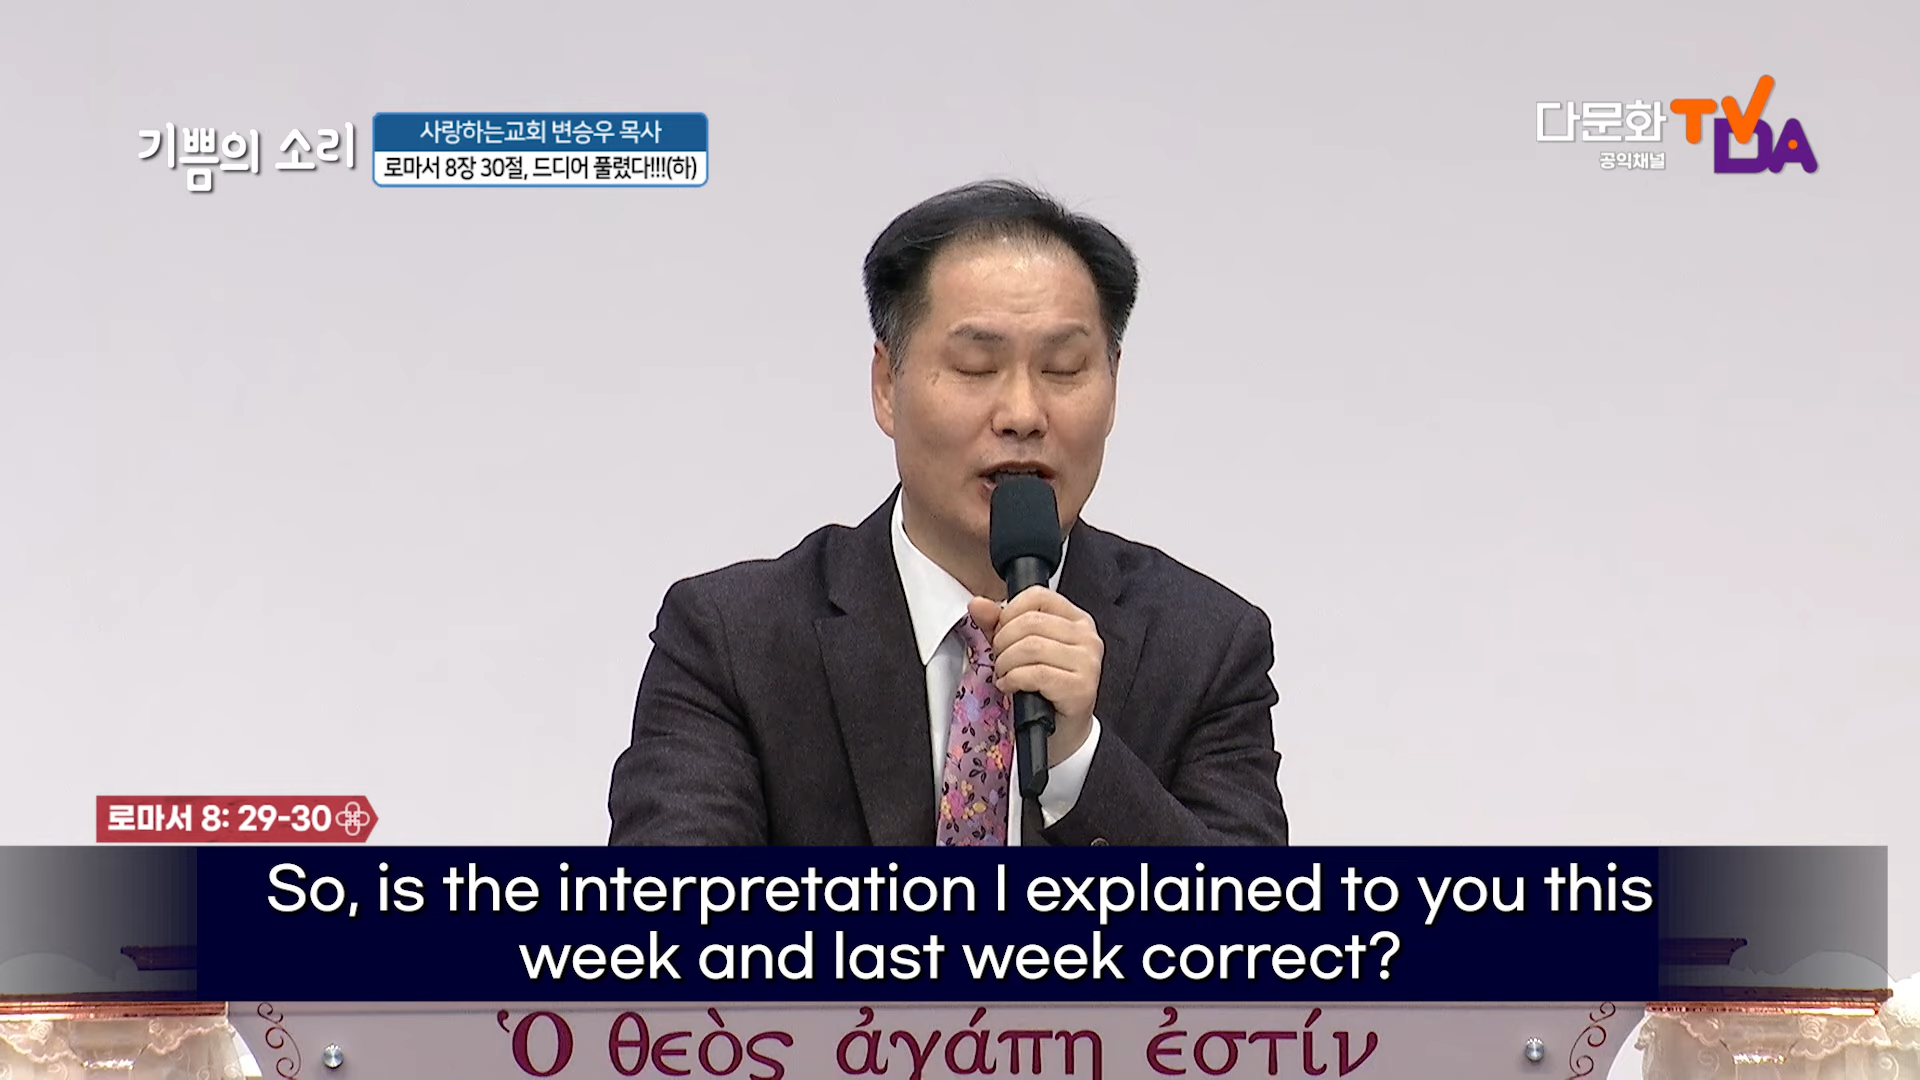 기쁨의 소리
사랑하는교회 변승우 목사
로마서 8장 30절, 드디어 풀렸다!!!(하)
다문화 TV
DA
공익채널
로마서 8: 29-30
So, is the interpretation I explained to you this
week and last week correct?
Ὁ θεὸς ἀγάπη ἐστίν